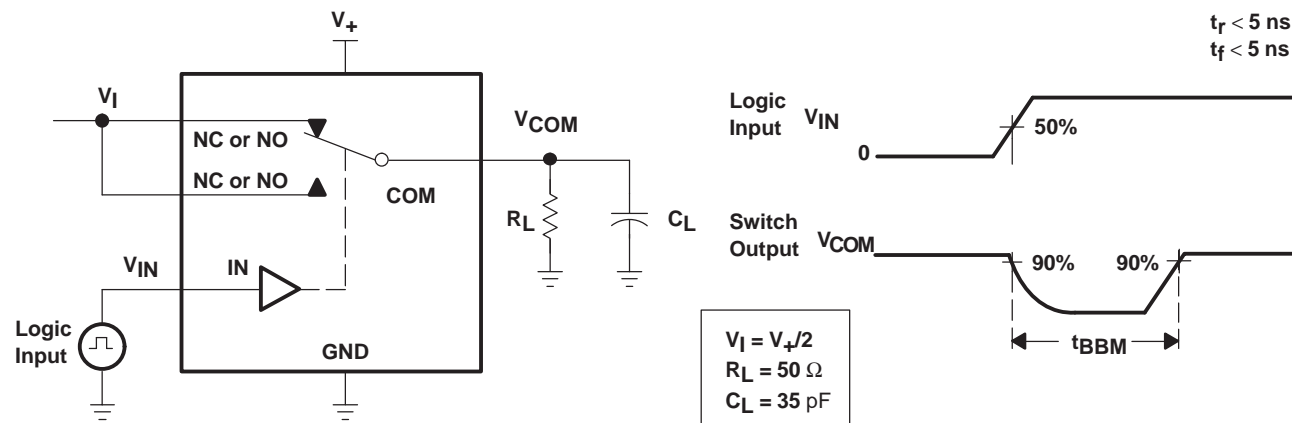 V+
VI
NC or NO
NC or NO
VCOM
COM
RL
CL
VIN
IN
Logic
Input
GND
VI = V+/2
RL = 50 Ω
CL = 35 pF
tr < 5 ns
tf < 5 ns
Logic
Input
VIN
50%
0
Switch
Output
VCOM
90%
90%
tBBM